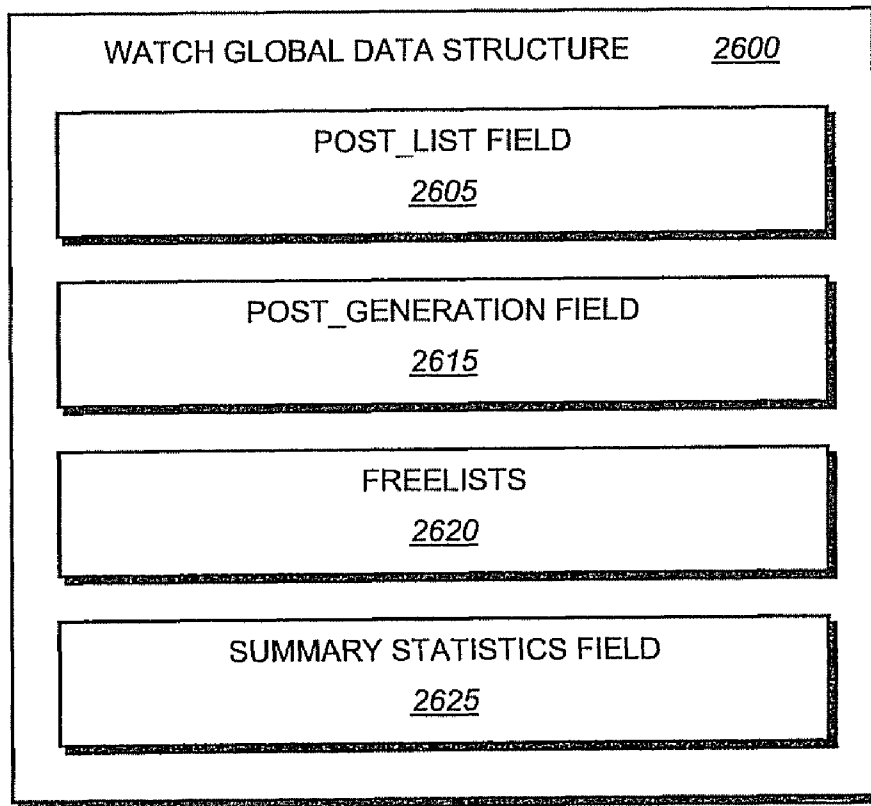 WATCH GLOBAL DATA STRUCTURE 2600
POST_LIST FIELD
2605
POST_GENERATION FIELD
2615
FREELISTS
2620
SUMMARY STATISTICS FIELD
2625